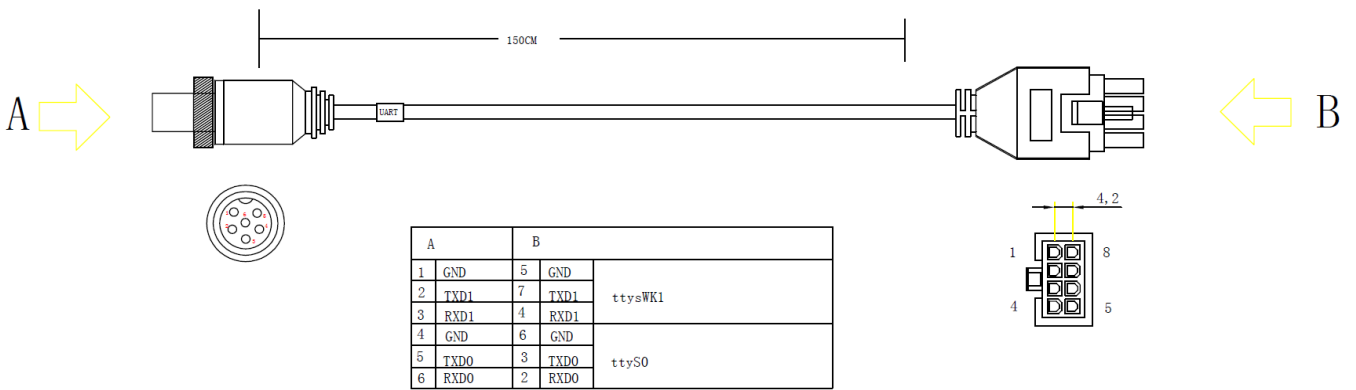 150CM
A
UART
B
4,2
1 8
4 5
A B
1 GND 5 GND
2 TXD1 7 TXD1 ttysWK1
3 RXD1 4 RXD1
4 GND 6 GND
5 TXD0 3 TXD0 ttyS0
6 RXD0 2 RXD0